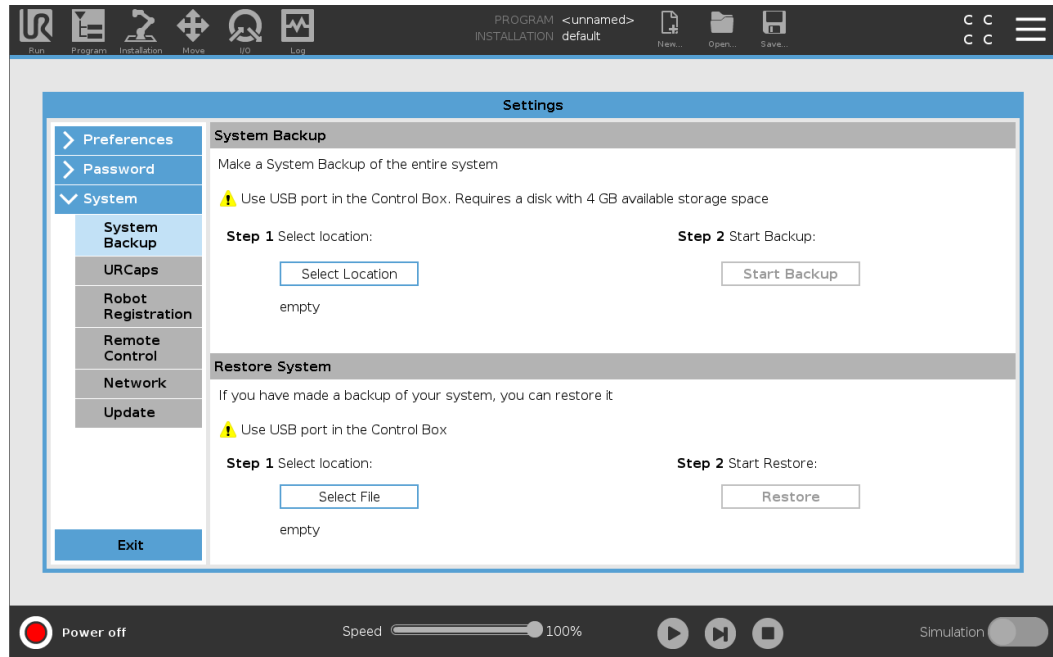 PROGRAM <unnamed>
INSTALLATION default
UR
Run Program Installation Move I/O Log New... Open... Save...
C C
C C
Settings
Preferences
Password
System
System
Backup
URCaps
Robot
Registration
Remote
Control
Network
Update
Exit
System Backup
Make a System Backup of the entire system
Use USB port in the Control Box. Requires a disk with 4 GB available storage space
Step 1 Select location: Step 2 Start Backup:
Select Location Start Backup
empty
Restore System
If you have made a backup of your system, you can restore it
Use USB port in the Control Box
Step 1 Select location: Step 2 Start Restore:
Select File Restore
empty
Power off Speed 100% Simulation